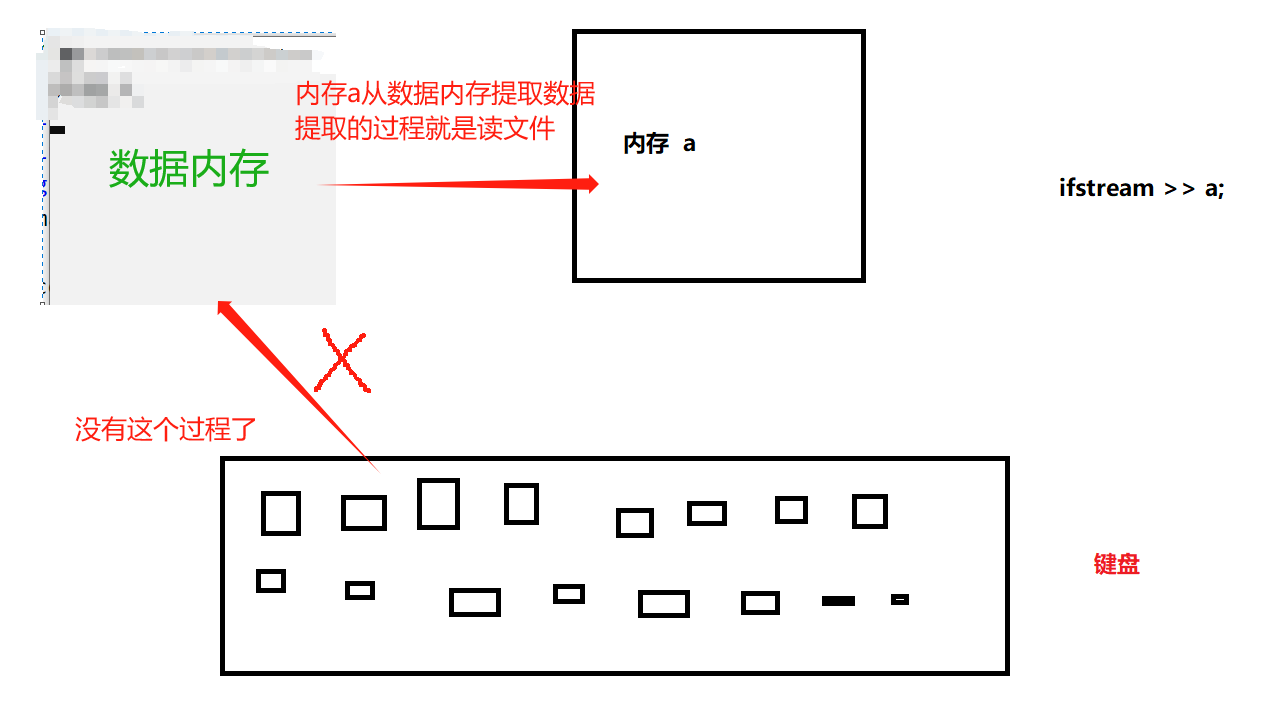 内存a从数据内存提取数据
提取的过程就是读文件
数据内存
内存 a
ifstream >> a;
没有这个过程了
键盘